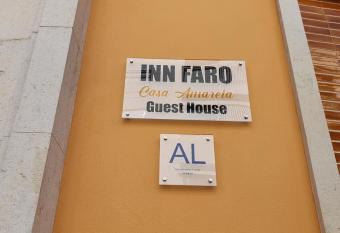 INN FARO
Casa Amarela
Guest House
AL